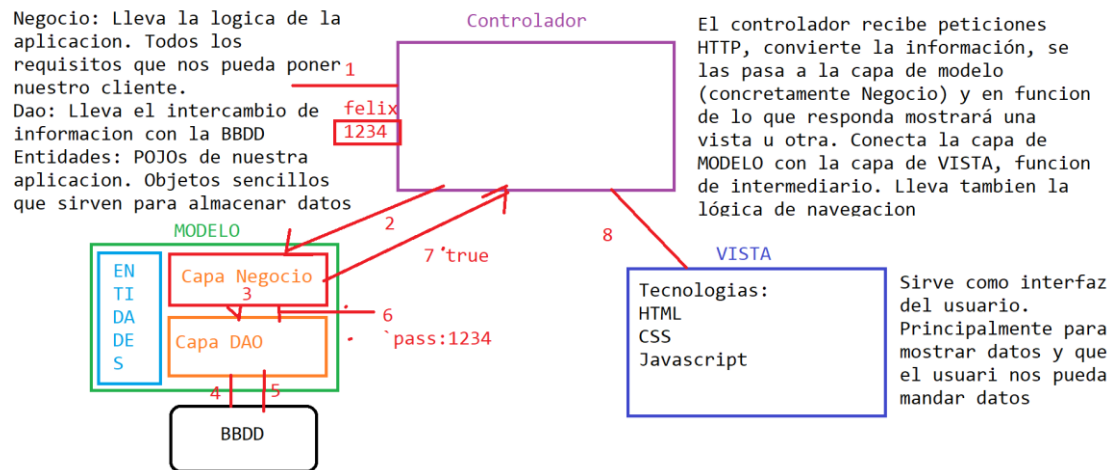 Negocio: Lleva la logica de la
aplicacion. Todos los
requisitos que nos pueda poner
nuestro cliente.
Dao: Lleva el intercambio de
informacion con la BBDD
Entidades: POJOs de nuestra
aplicacion. Objetos sencillos
que sirven para almacenar datos
Controlador
1
felix
1234
El controlador recibe peticiones
HTTP, convierte la información, se
las pasa a la capa de modelo
(concretamente Negocio) y en funcion
de lo que responda mostrará una
vista u otra. Conecta la capa de
MODELO con la capa de VISTA, funcion
de intermediario. Lleva tambien la
lógica de navegacion
2
7 true
8
MODELO
EN
TI
DA
DE
S
Capa Negocio
3
Capa DAO
6
`pass:1234
4
5
BBDD
VISTA
Tecnologias:
HTML
CSS
Javascript
Sirve como interfaz
del usuario.
Principalmente para
mostrar datos y que
el usuari nos pueda
mandar datos